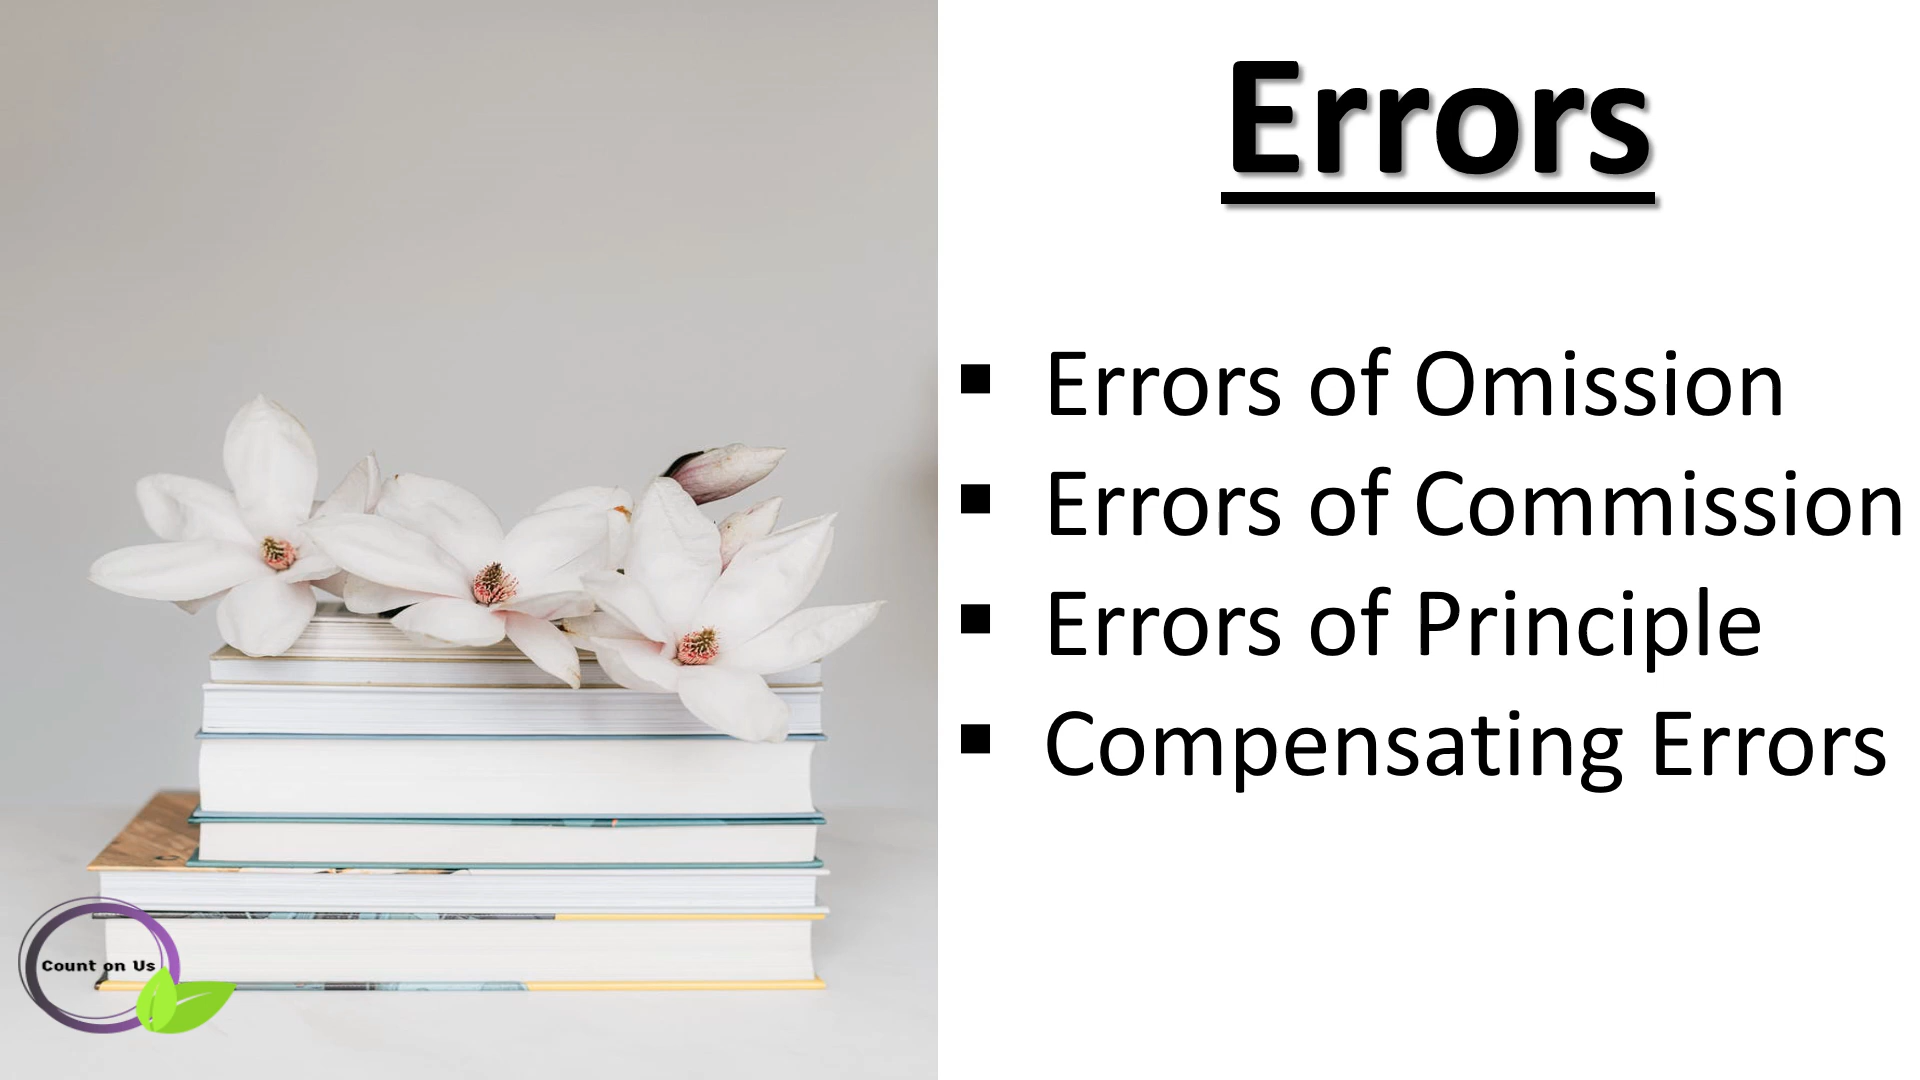 Errors
▪ Errors of Omission
▪ Errors of Commission
▪ Errors of Principle
▪ Compensating Errors
Count on Us